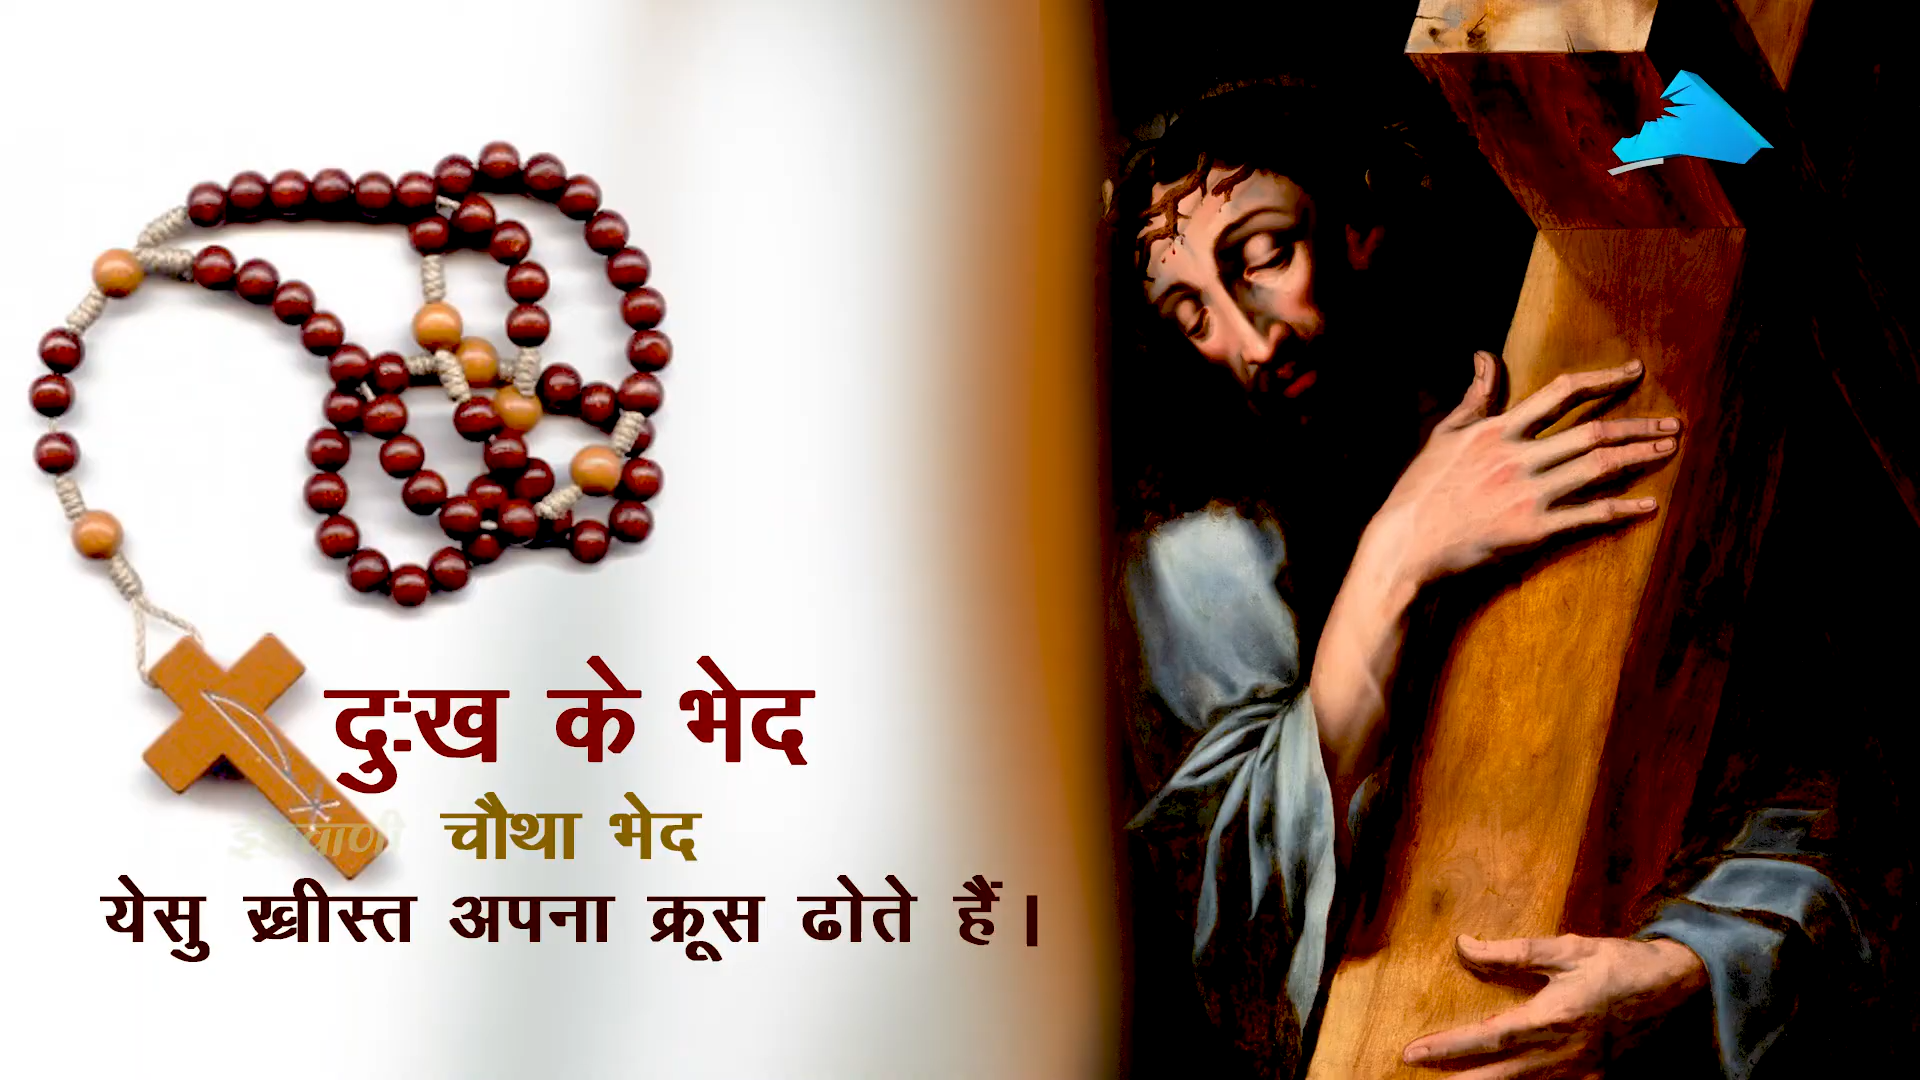 दुःख के भेद
चौथा भेद
येसु ख्रीस्त अपना क्रूस ढोते हैं।